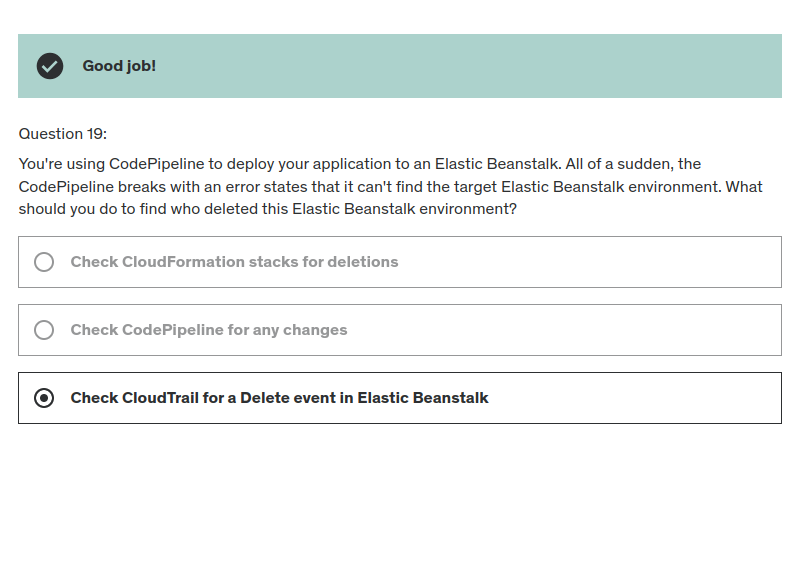 Good job!
Question 19:
You're using CodePipeline to deploy your application to an Elastic Beanstalk. All of a sudden, the
CodePipeline breaks with an error states that it can't find the target Elastic Beanstalk environment. What
should you do to find who deleted this Elastic Beanstalk environment?
Check CloudFormation stacks for deletions
Check CodePipeline for any changes
Check CloudTrail for a Delete event in Elastic Beanstalk